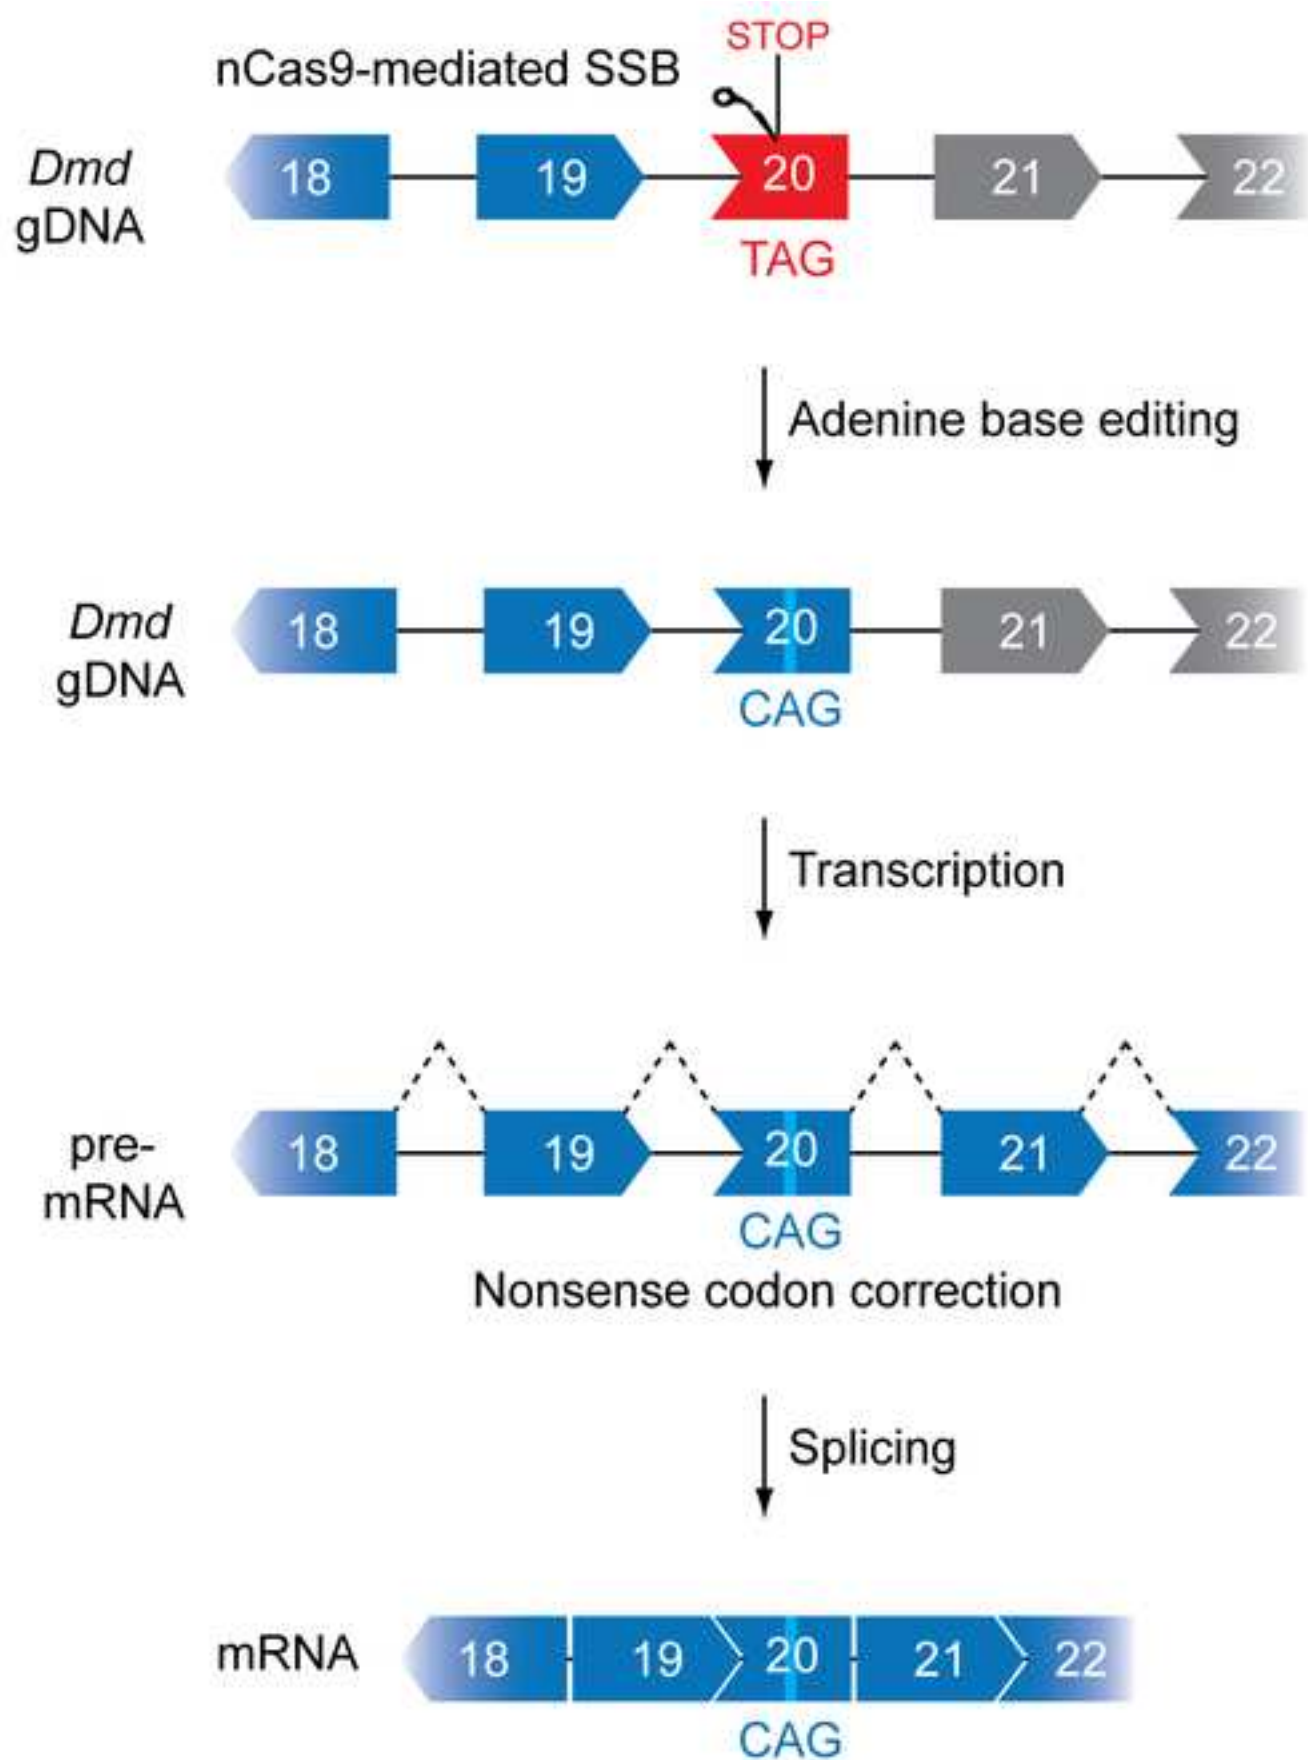 STOP
nCas9-mediated SSB
Dmd
gDNA
18 19 20 21 22
TAG
Adenine base editing
Dmd
gDNA
18 19 20 21 22
CAG
Transcription
pre-
mRNA
18 19 20 21 22
CAG
Nonsense codon correction
Splicing
mRNA
18 19 20 21 22
CAG